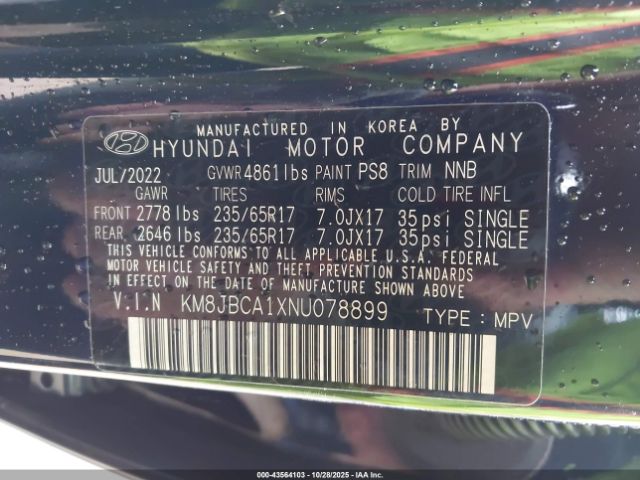 MANUFACTURED IN KOREA BY
HYUNDAI MOTOR COMPANY
JUL/2022 GVWR 4861 lbs PAINT PS8 TRIM NNB
GAWR TIRES RIMS COLD TIRE INFL
FRONT 2778 lbs 235/65R17 7.0JX17 35psi SINGLE
REAR 2646 lbs 235/65R17 7.0JX17 35psi SINGLE
THIS VEHICLE CONFORMS TO ALL APPLICABLE U.S.A. FEDERAL
MOTOR VEHICLE SAFETY AND THEFT PREVENTION STANDARDS
IN EFFECT ON THE DATE OF MANUFACTURE SHOWN ABOVE.
V.I.N KM8JBCA1XNU078899 TYPE : MPV
000-43564103 | 10/28/2025 - Copart, Inc.